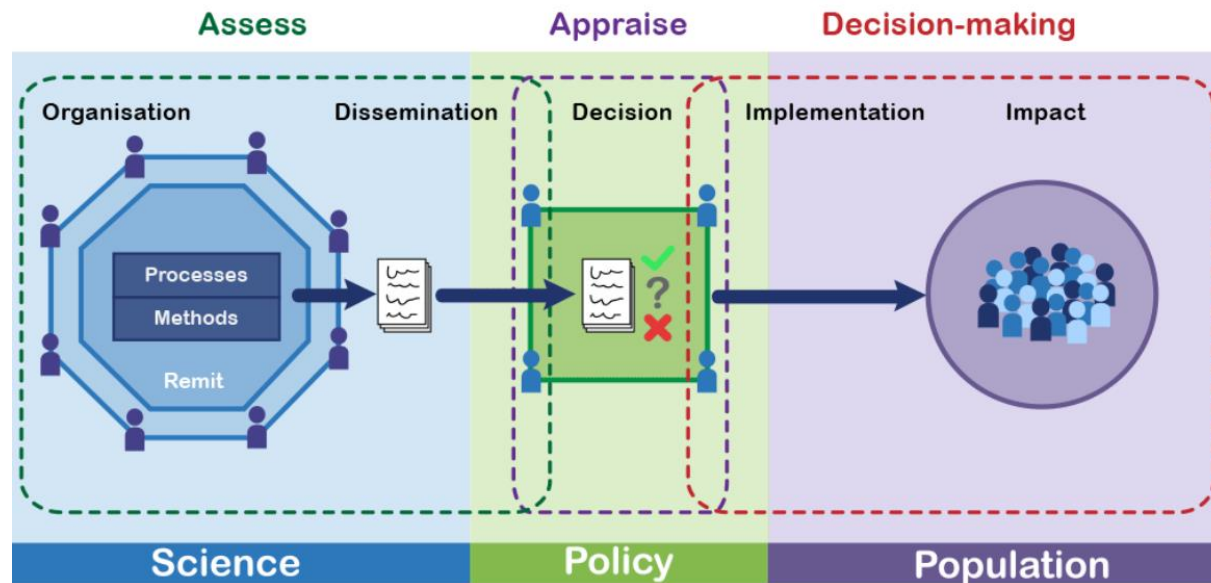 Assess Appraise Decision-making
Organisation Dissemination Decision Implementation Impact
Processes
Methods
?
Remit
Science Policy Population